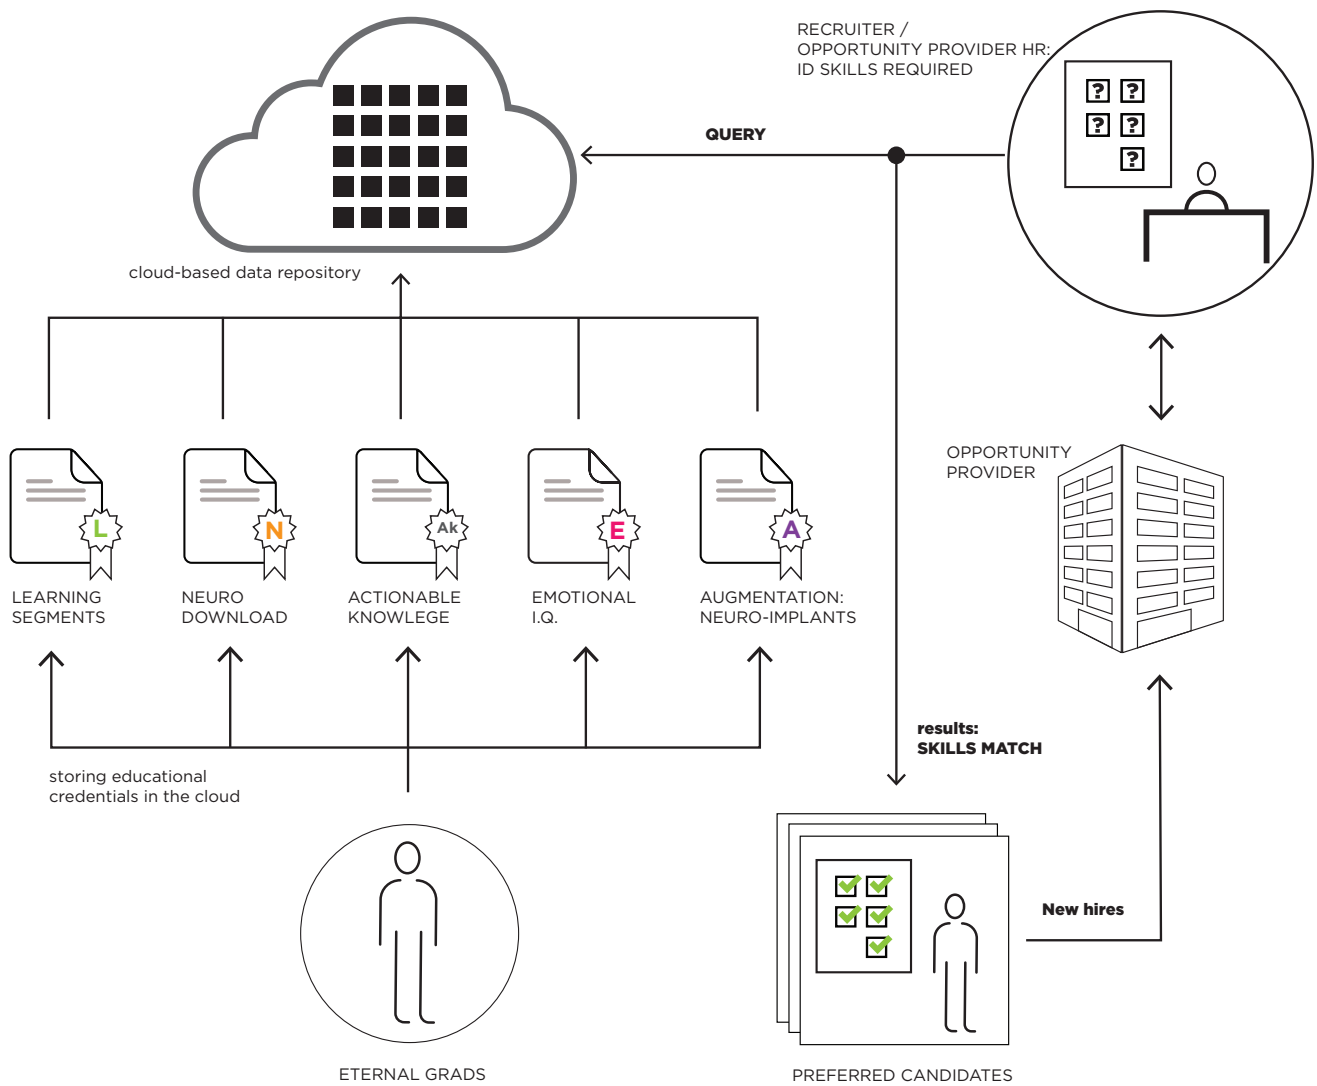 RECRUITER /
OPPORTUNITY PROVIDER HR:
ID SKILLS REQUIRED
? ?
? ?
?
QUERY
cloud-based data repository
L
N
Ak
E
A
LEARNING
SEGMENTS
NEURO
DOWNLOAD
ACTIONABLE
KNOWLEGE
EMOTIONAL
I.Q.
AUGMENTATION:
NEURO-IMPLANTS
OPPORTUNITY
PROVIDER
storing educational
credentials in the cloud
results:
SKILLS MATCH
New hires
ETERNAL GRADS
PREFERRED CANDIDATES